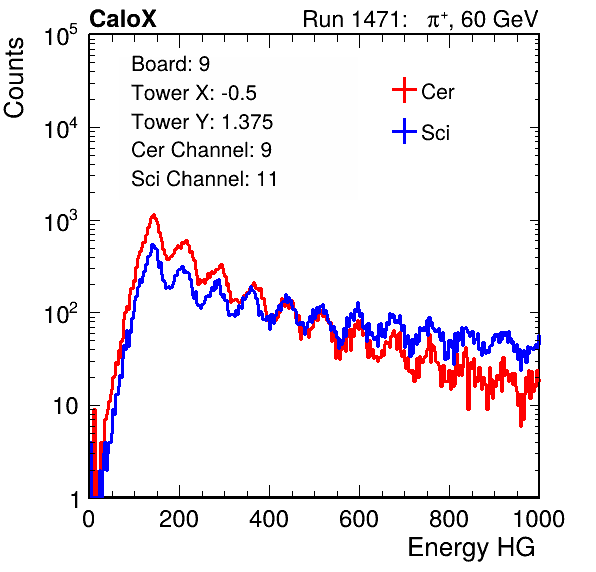 CaloX Run 1471: π⁺, 60 GeV
Counts
10⁵
10⁴
10³
10²
10
1
Board: 9
Tower X: -0.5
Tower Y: 1.375
Cer Channel: 9
Sci Channel: 11
Cer
Sci
0 200 400 600 800 1000
Energy HG